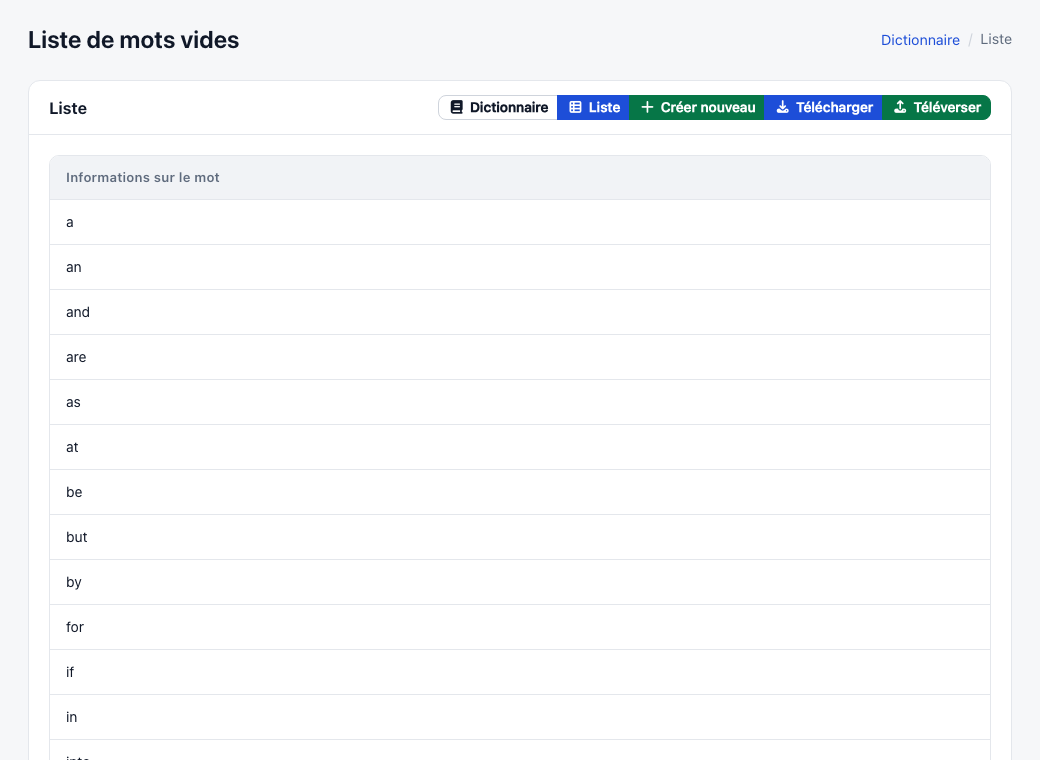 Liste de mots vides
Dictionnaire / Liste
Liste
Dictionnaire
Liste
Créer nouveau
Télécharger
Téléverser
Informations sur le mot
a
an
and
are
as
at
be
but
by
for
if
in